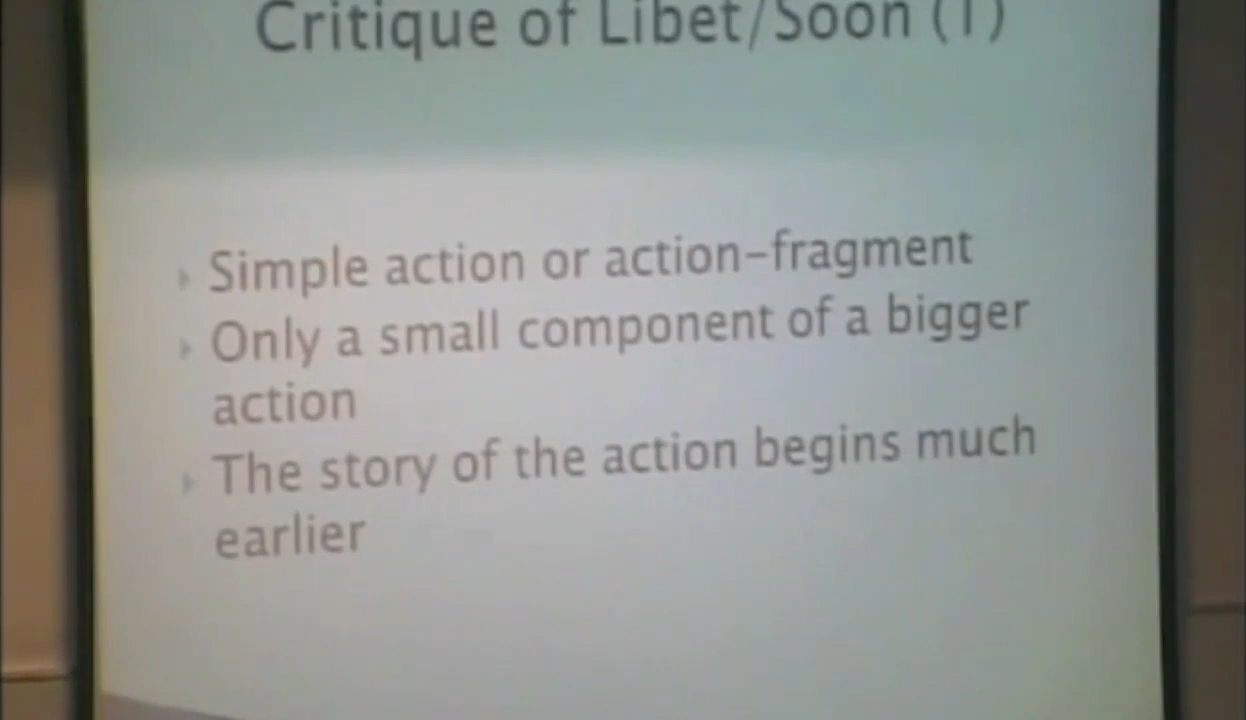 Critique of Libet/Soon (1)
Simple action or action-fragment
Only a small component of a bigger
action
The story of the action begins much
earlier